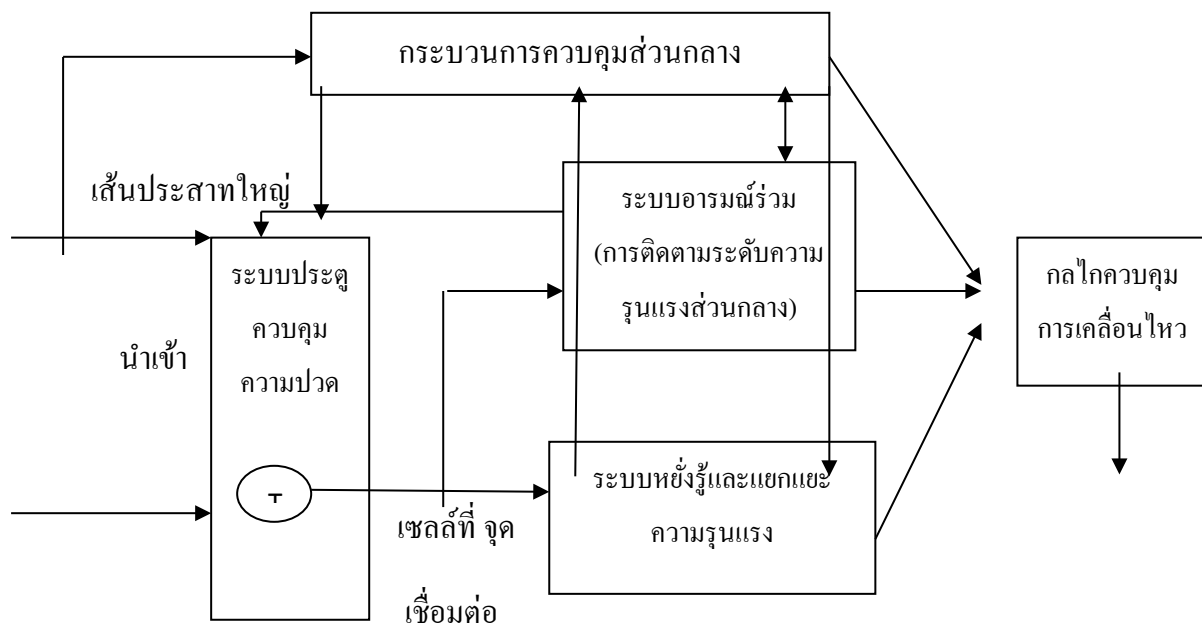 กระบวนการควบคุมส่วนกลาง
เส้นประสาทใหญ่
ระบบอารมณ์ร่วม
(การติดตามระดับความ
รุนแรงส่วนกลาง)
ระบบประตู
ควบคุม
ความปวด
นำเข้า
กลไกควบคุม
การเคลื่อนไหว
T
เซลล์ที่ จุด
เชื่อมต่อ
ระบบหยั่งรู้และแยกแยะ
ความรุนแรง